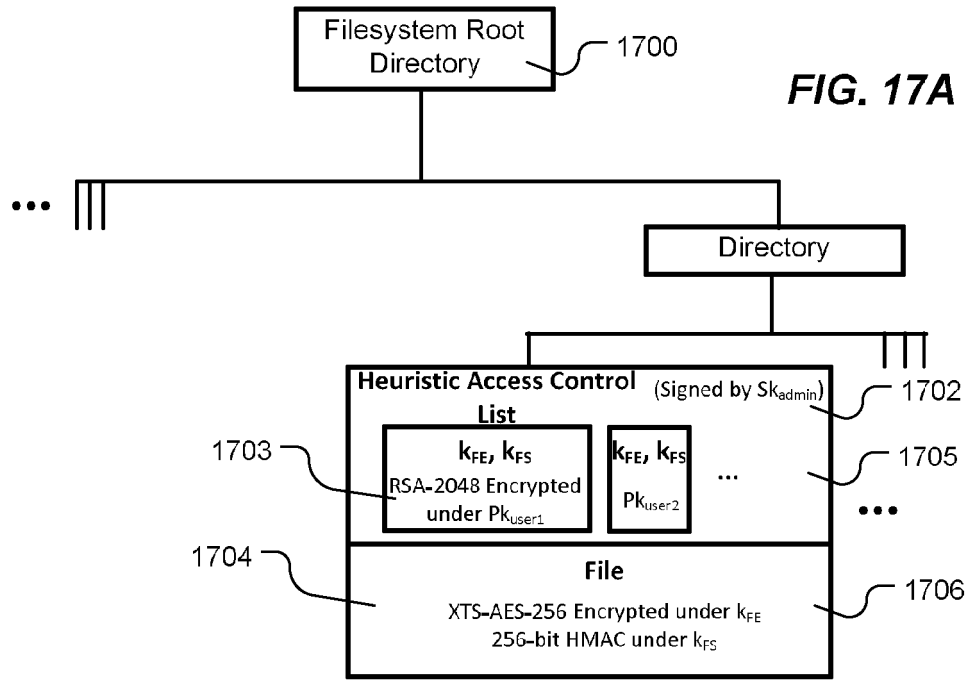 Filesystem Root
Directory
1700
FIG. 17A
...
Directory
Heuristic Access Control
List
(Signed by Sk_admin)
1702
1703
k_FE, k_FS
RSA-2048 Encrypted
under Pk_user1
k_FE, k_FS
Pk_user2
...
1705
...
1704
File
XTS-AES-256 Encrypted under k_FE
256-bit HMAC under k_FS
1706